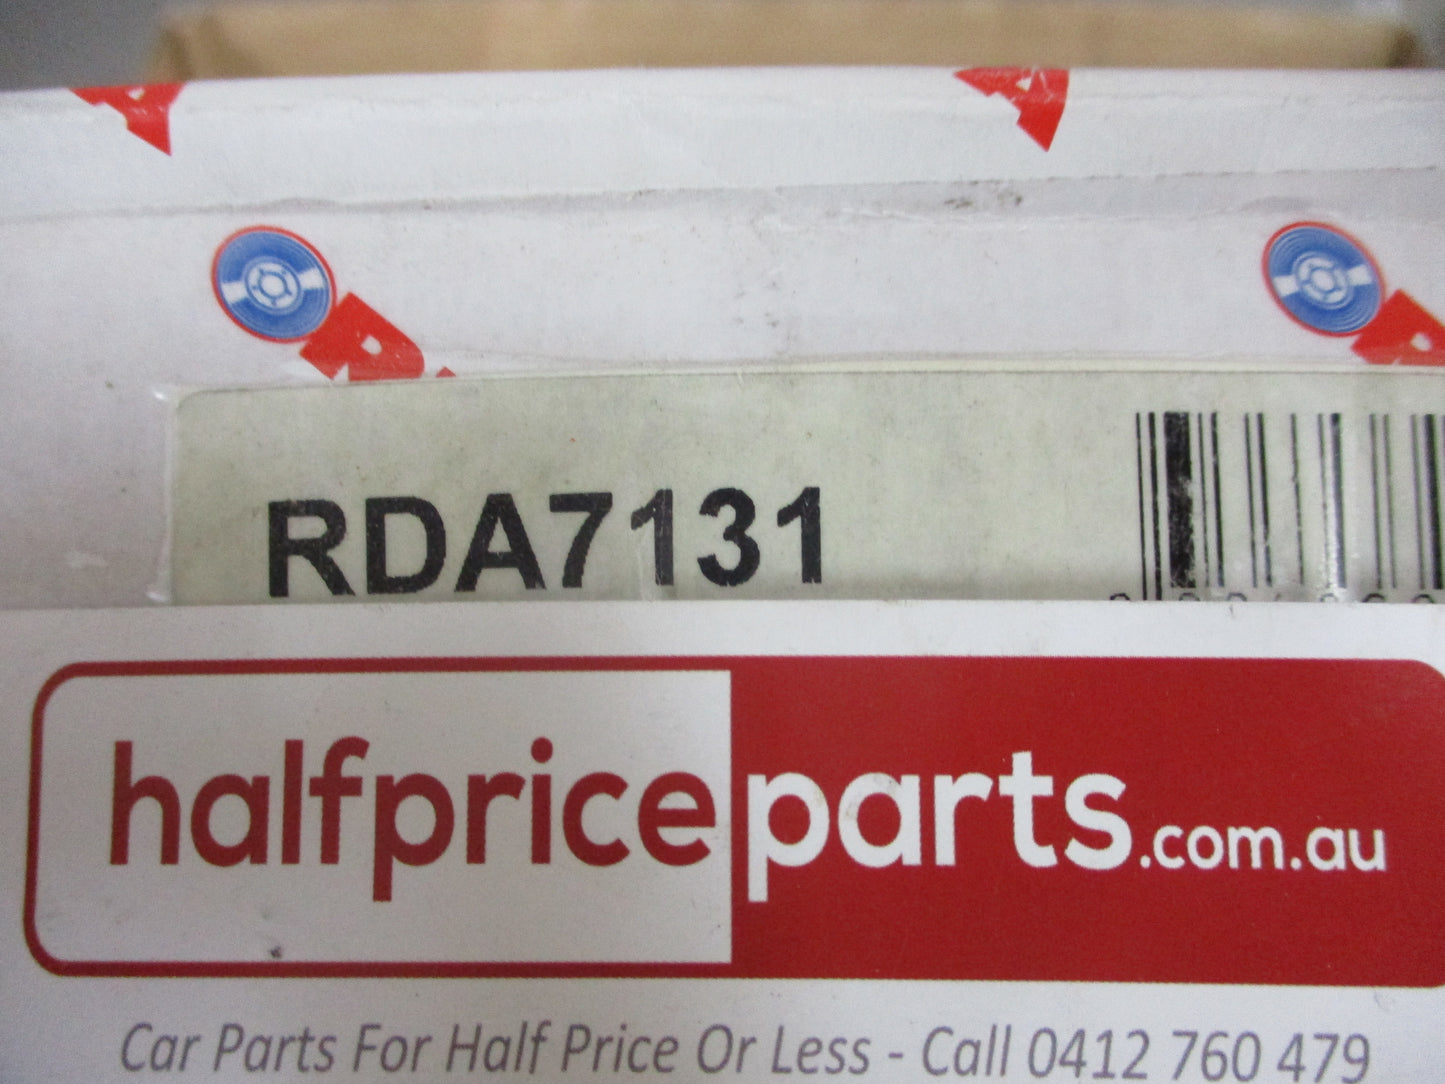 RDA7131
halfpriceparts.com.au
Car Parts For Half Price Or Less - Call 0412 760 479